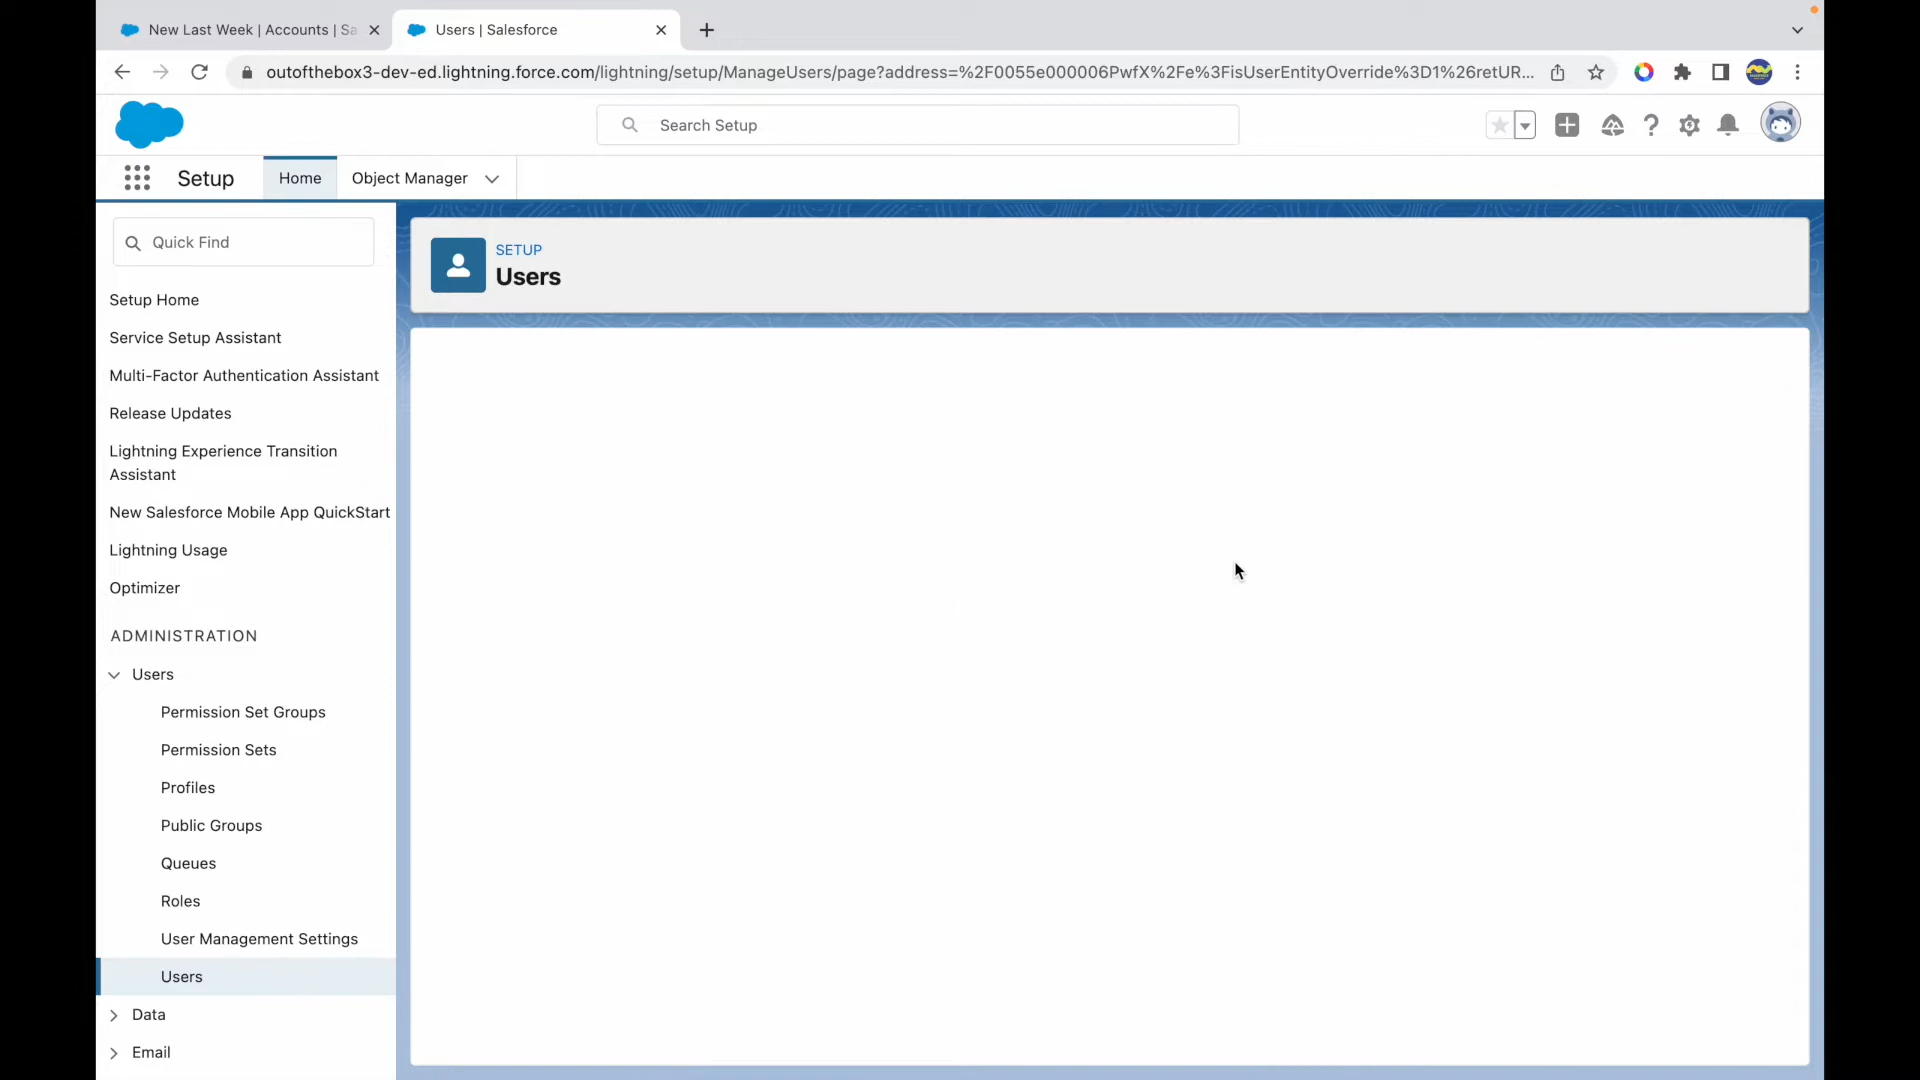 New Last Week | Accounts | Sa
Users | Salesforce
outofthebox3-dev-ed.lightning.force.com/lightning/setup/ManageUsers/page?address=%2F0055e000006PwfX%2Fe%3FisUserEntityOverride%3D1%26retUR...
Search Setup
Setup
Home
Object Manager
Quick Find
SETUP
Users
Setup Home
Service Setup Assistant
Multi-Factor Authentication Assistant
Release Updates
Lightning Experience Transition
Assistant
New Salesforce Mobile App QuickStart
Lightning Usage
Optimizer
ADMINISTRATION
Users
Permission Set Groups
Permission Sets
Profiles
Public Groups
Queues
Roles
User Management Settings
Users
Data
Email